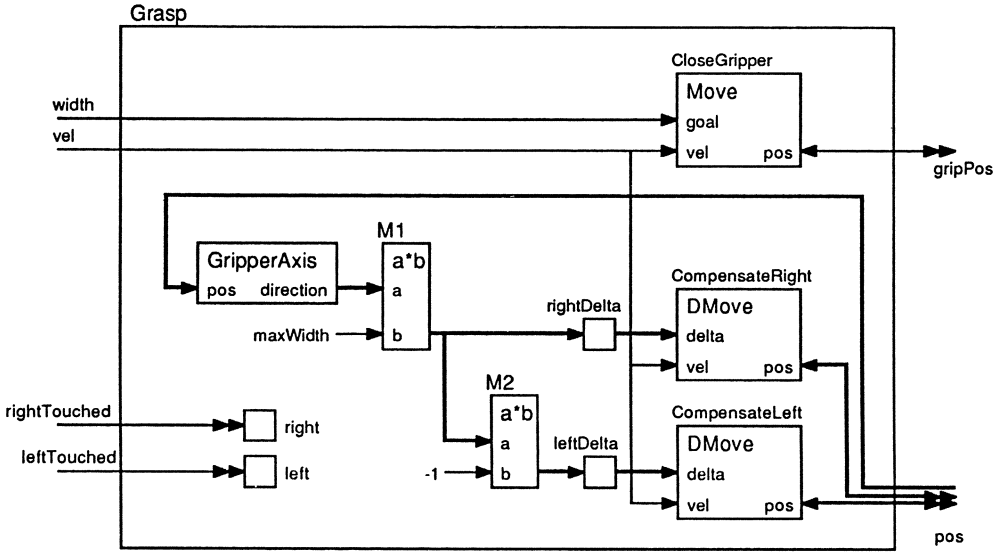 Grasp
CloseGripper
Move
width
goal
vel
vel pos
gripPos
M1
GripperAxis
a*b
pos direction
a
CompensateRight
rightDelta
DMove
maxWidth
b
delta
vel pos
M2
rightTouched
right
a*b
CompensateLeft
a
leftDelta
DMove
leftTouched
left
-1
b
delta
vel pos
pos